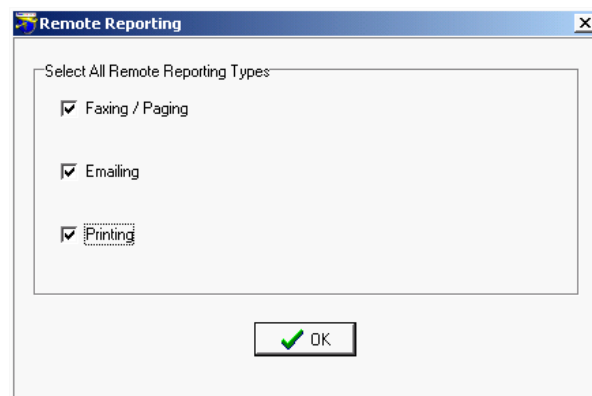 Remote Reporting
Select All Remote Reporting Types
Faxing / Paging
Emailing
Printing
OK